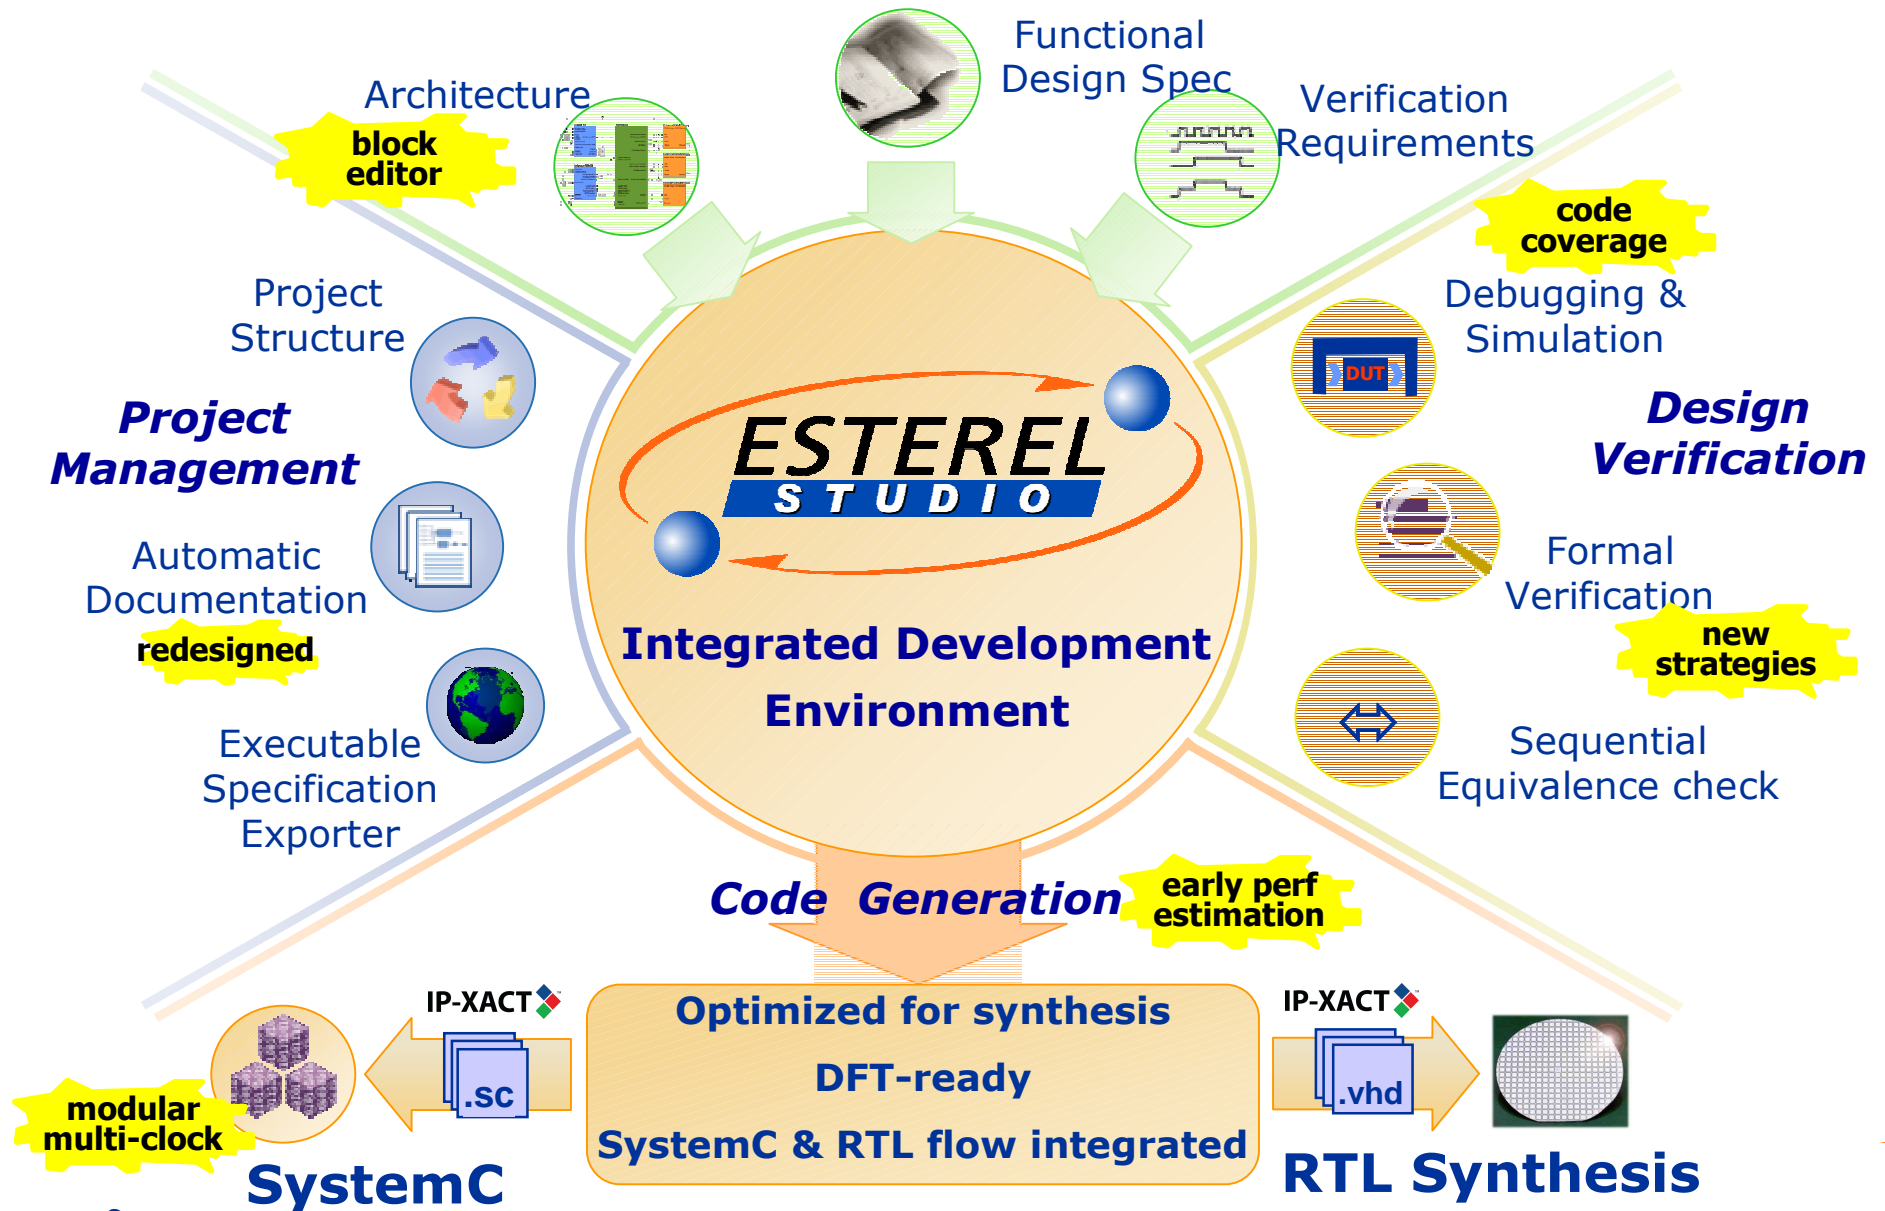 Functional
Design Spec
Architecture
block
editor
Verification
Requirements
code
coverage
Project
Structure
Debugging &
Simulation
DUT
Project
Management
Design
Verification
ESTEREL
STUDIO
Automatic
Documentation
redesigned
Formal
Verification
new
strategies
Integrated Development
Environment
Executable
Specification
Exporter
Sequential
Equivalence check
Code Generation
early perf
estimation
IP-XACT
.sc
Optimized for synthesis
DFT-ready
SystemC & RTL flow integrated
IP-XACT
.vhd
modular
multi-clock
SystemC
RTL Synthesis